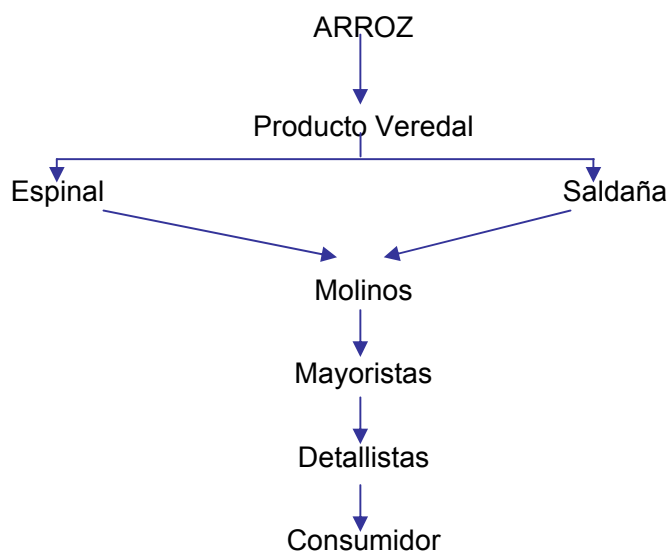 ARROZ
Producto Veredal
Espinal
Saldaña
Molinos
Mayoristas
Detallistas
Consumidor